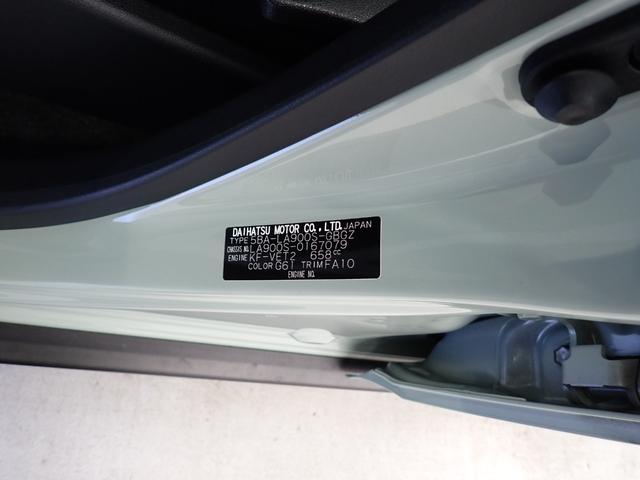 DAIHATSU MOTOR CO.,LTD.JAPAN
TYPE 5BA-LA900S-GBGZ
CHASSIS NO. LA900S-0167079
ENGINE KF-VET2 658CC
COLOR G61 TRIM FA10
ENGINE NO.